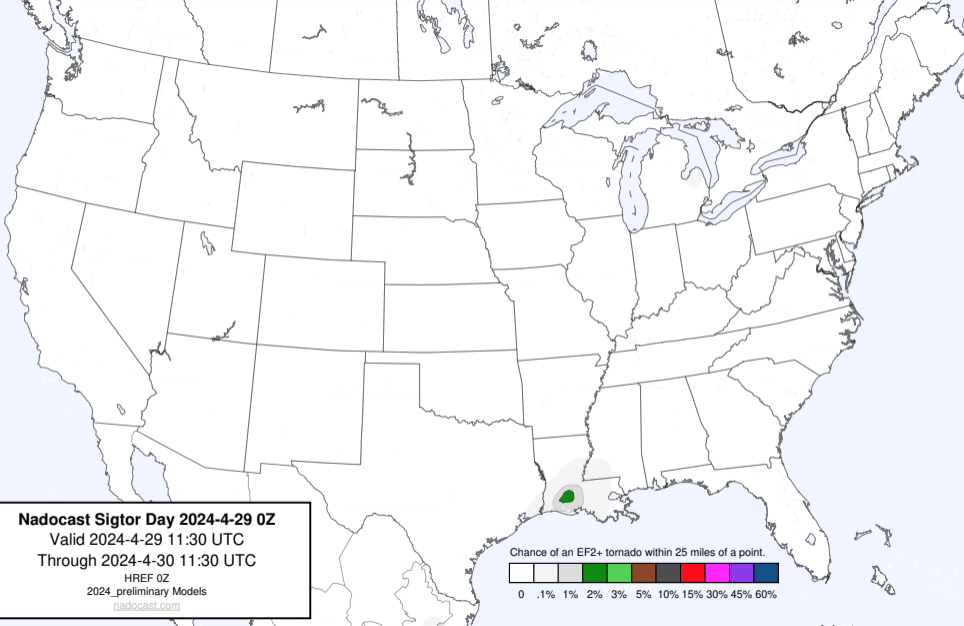 Nadocast Sigtor Day 2024-4-29 0Z
Valid 2024-4-29 11:30 UTC
Through 2024-4-30 11:30 UTC
HREF 0Z
2024_preliminary Models
nadocast.com
Chance of an EF2+ tornado within 25 miles of a point.
0 .1% 1% 2% 3% 5% 10% 15% 30% 45% 60%